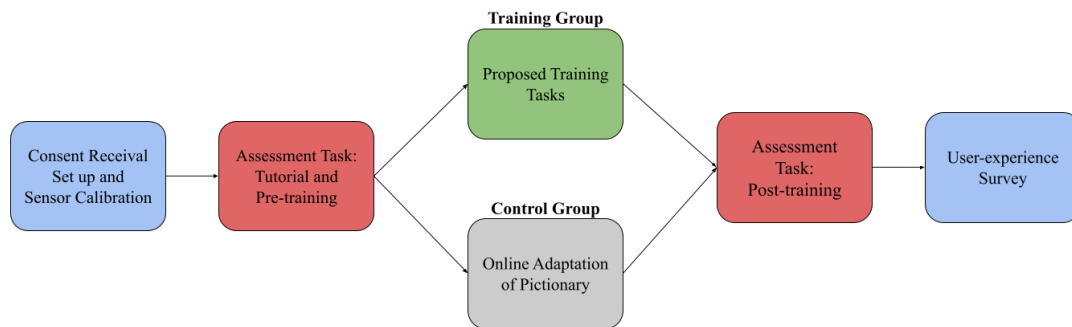 Consent Receival
Set up and
Sensor Calibration
Assessment Task:
Tutorial and
Pre-training
Training Group
Proposed Training
Tasks
Control Group
Online Adaptation
of Pictionary
Assessment
Task:
Post-training
User-experience
Survey